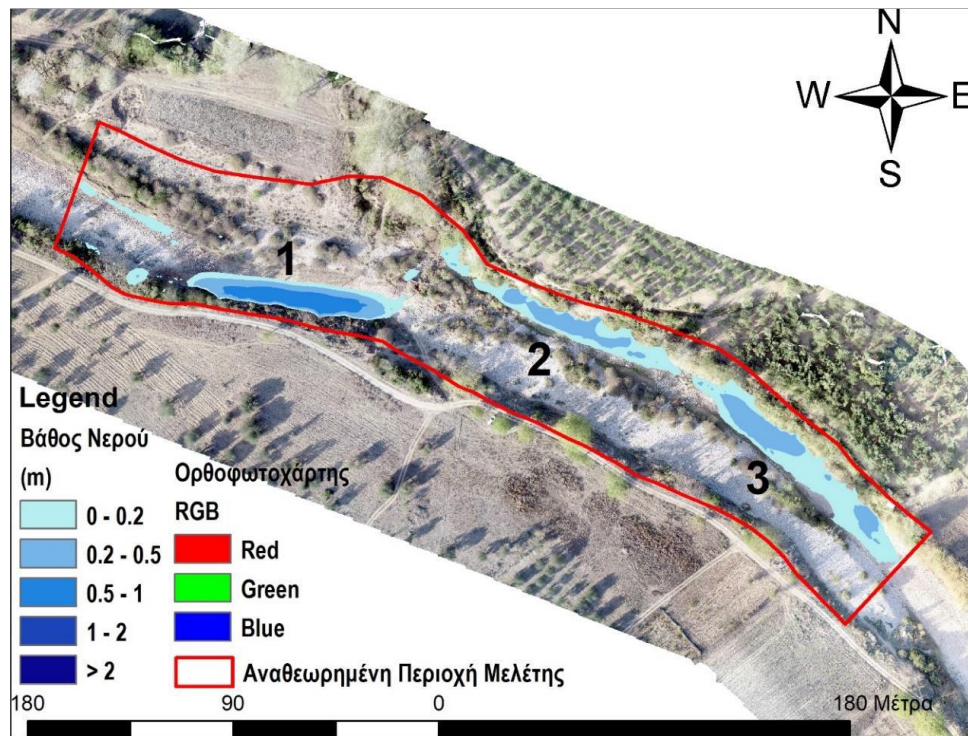 N
W E
S
1
2
3
Legend
Βάθος Νερού
(m)
0 - 0.2
0.2 - 0.5
0.5 - 1
1 - 2
> 2
Ορθοφωτοχάρτης
RGB
Red
Green
Blue
Αναθεωρημένη Περιοχή Μελέτης
180 90 0 180 Μέτρα